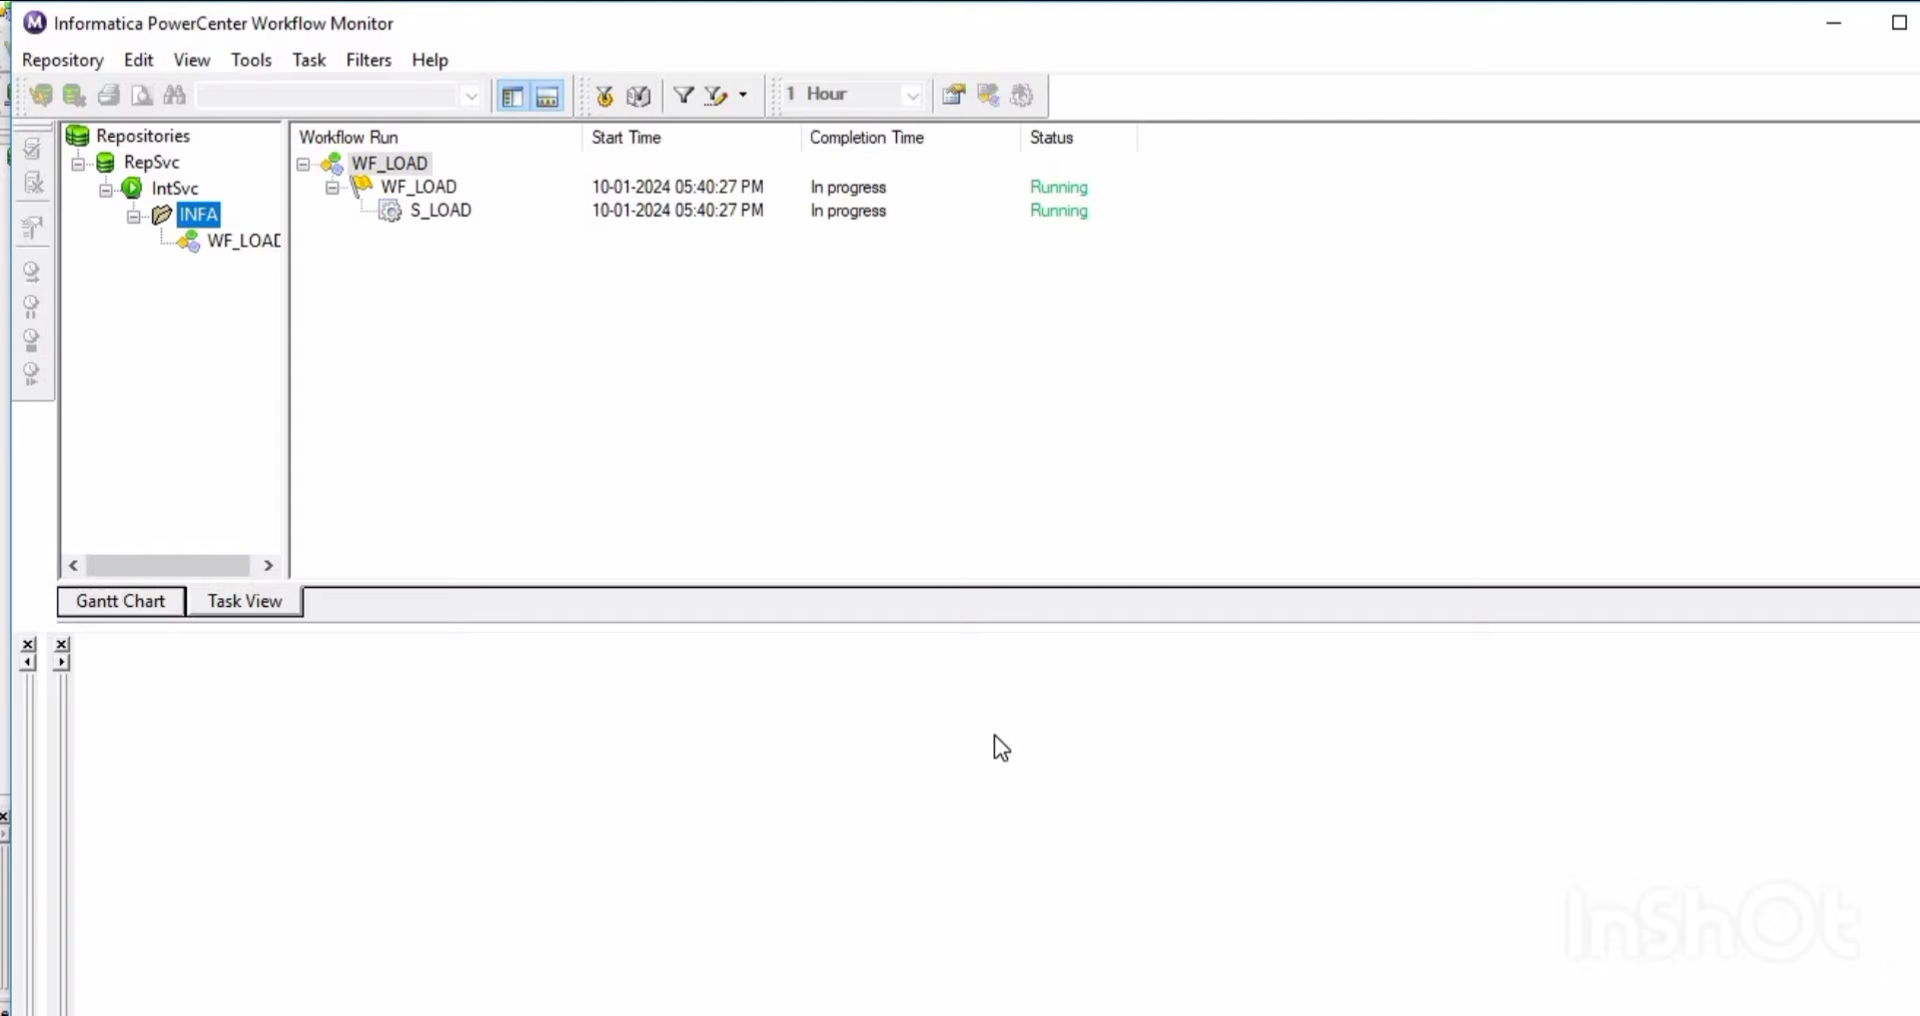 Informatica PowerCenter Workflow Monitor
Repository Edit View Tools Task Filters Help
1 Hour
Repositories
RepSvc
IntSvc
INFA
WF_LOAD
Workflow Run Start Time Completion Time Status
WF_LOAD
WF_LOAD 10-01-2024 05:40:27 PM In progress Running
S_LOAD 10-01-2024 05:40:27 PM In progress Running
Gantt Chart Task View
InShOt